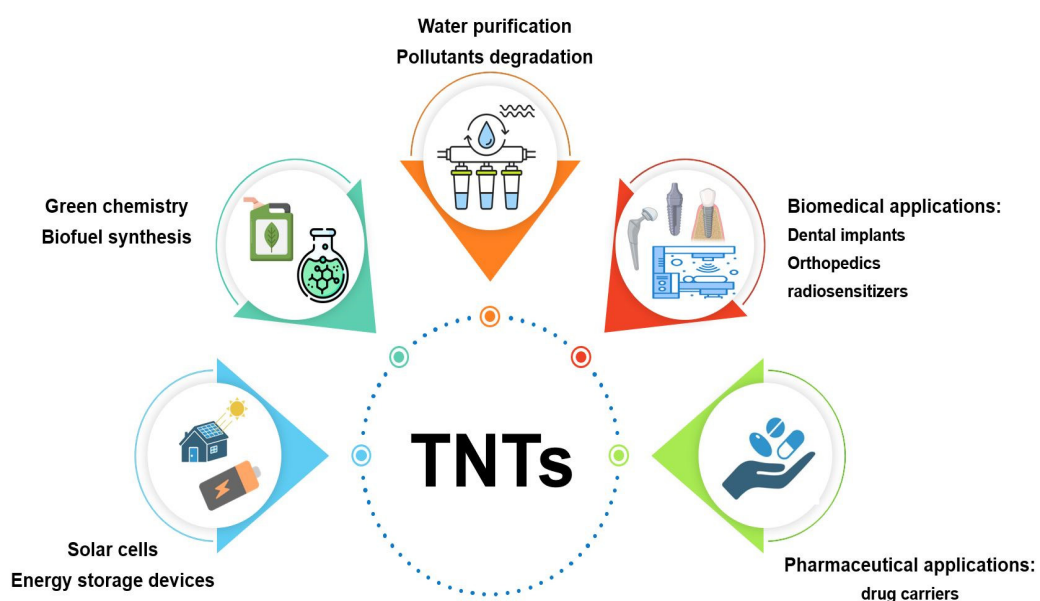 Water purification
Pollutants degradation
Green chemistry
Biofuel synthesis
Biomedical applications:
Dental implants
Orthopedics
radiosensitizers
TNTs
Solar cells
Energy storage devices
Pharmaceutical applications:
drug carriers